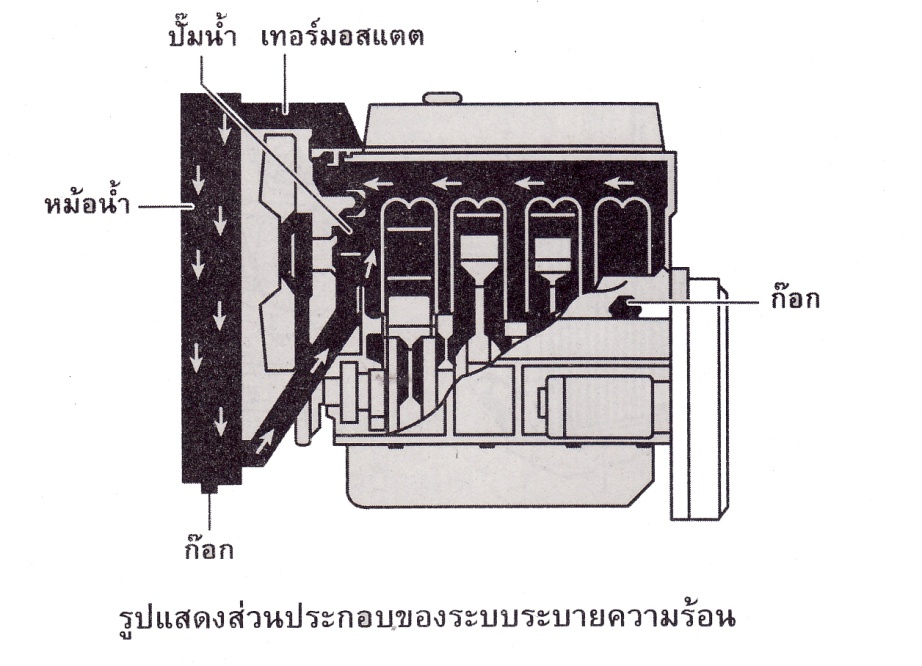 ปั๊มน้ำ เทอร์มอสแตต
หม้อน้ำ
ก๊อก
ก๊อก
รูปแสดงส่วนประกอบของระบบระบายความร้อน